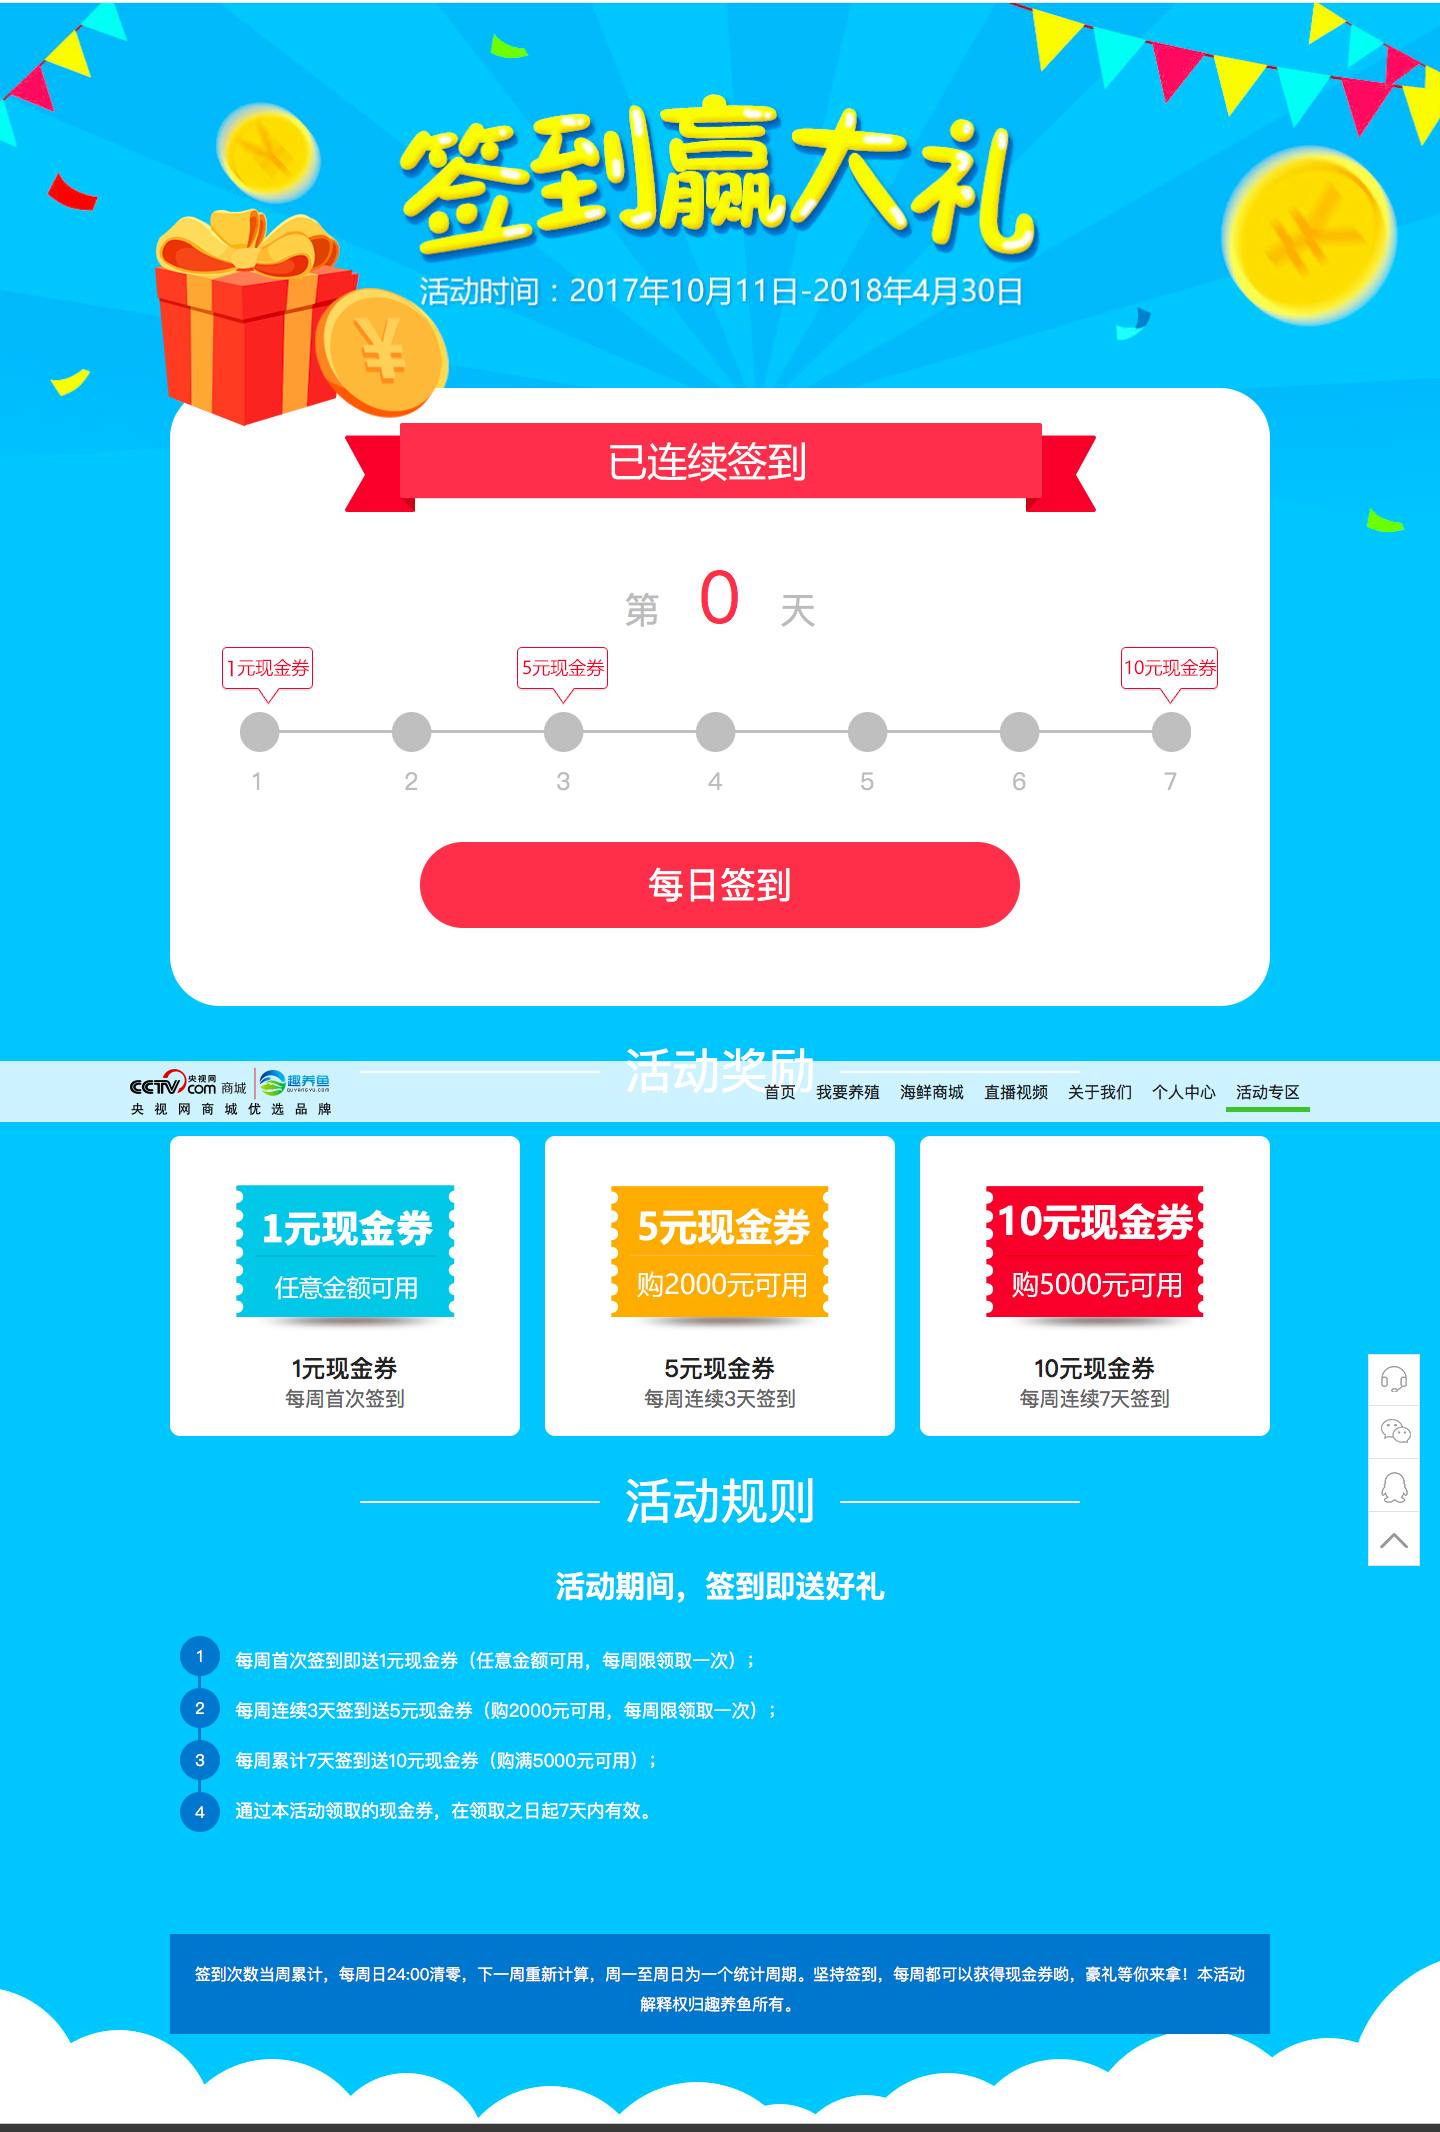 签到赢大礼
活动时间：2017年10月11日-2018年4月30日
已连续签到
第 0 天
1元现金券 5元现金券 10元现金券
1 2 3 4 5 6 7
每日签到
活动奖励
CCTV.com 央视网 商城 趣养鱼 QUYANGYU.COM
央视网商城优选品牌
首页 我要养殖 海鲜商城 直播视频 关于我们 个人中心 活动专区
1元现金券
任意金额可用
1元现金券
每周首次签到
5元现金券
购2000元可用
5元现金券
每周连续3天签到
10元现金券
购5000元可用
10元现金券
每周连续7天签到
活动规则
活动期间，签到即送好礼
1 每周首次签到即送1元现金券（任意金额可用，每周限领取一次）；
2 每周连续3天签到送5元现金券（购2000元可用，每周限领取一次）；
3 每周累计7天签到送10元现金券（购满5000元可用）；
4 通过本活动领取的现金券，在领取之日起7天内有效。
签到次数当周累计，每周日24:00清零，下一周重新计算，周一至周日为一个统计周期。坚持签到，每周都可以获得现金券哟，豪礼等你来拿！本活动
解释权归趣养鱼所有。